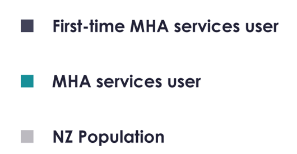 First-time MHA services user
MHA services user
NZ Population